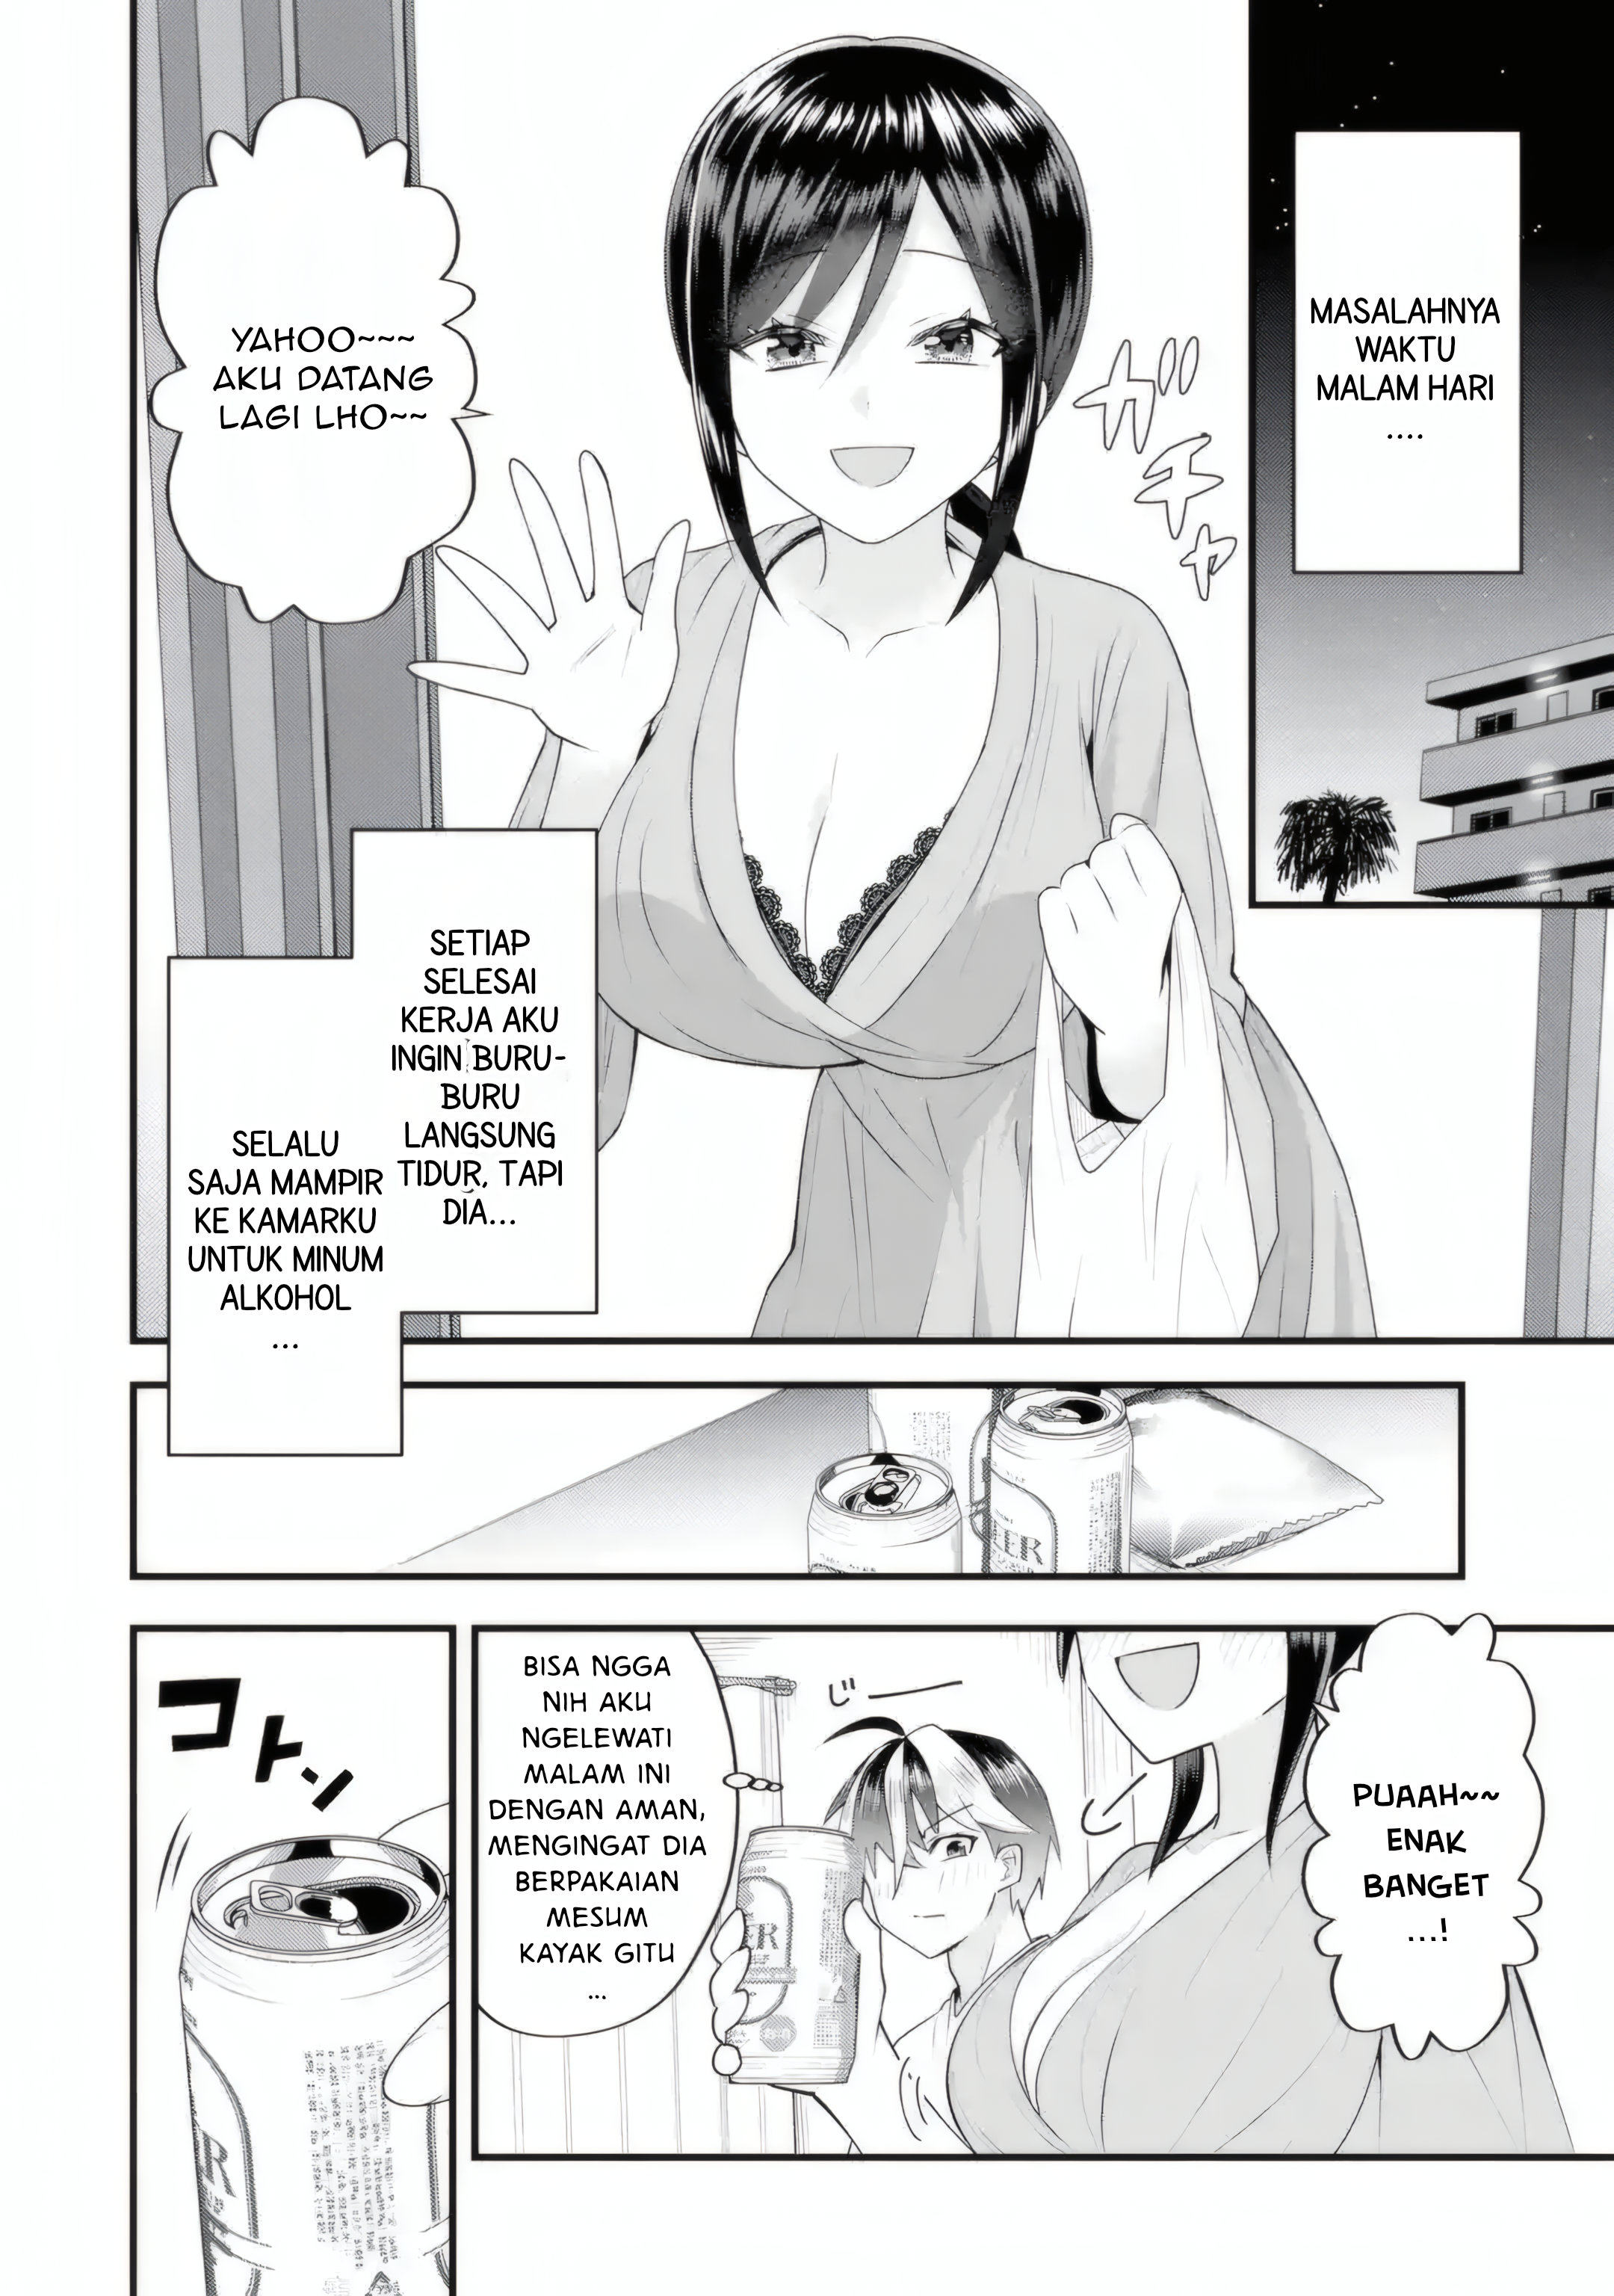 MASALAHNYA
WAKTU
MALAM HARI
....
ガチャ
YAHOO~~~
AKU DATANG
LAGI LHO~~
SETIAP
SELESAI
KERJA AKU
INGIN BURU-
BURU
LANGSUNG
TIDUR, TAPI
DIA...
SELALU
SAJA MAMPIR
KE KAMARKU
UNTUK MINUM
ALKOHOL
...
PUAAH~~
ENAK
BANGET
...!
じー
BISA NGGA
NIH AKU
NGELEWATI
MALAM INI
DENGAN AMAN,
MENGINGAT DIA
BERPAKAIAN
MESUM
KAYAK GITU
...
コトン